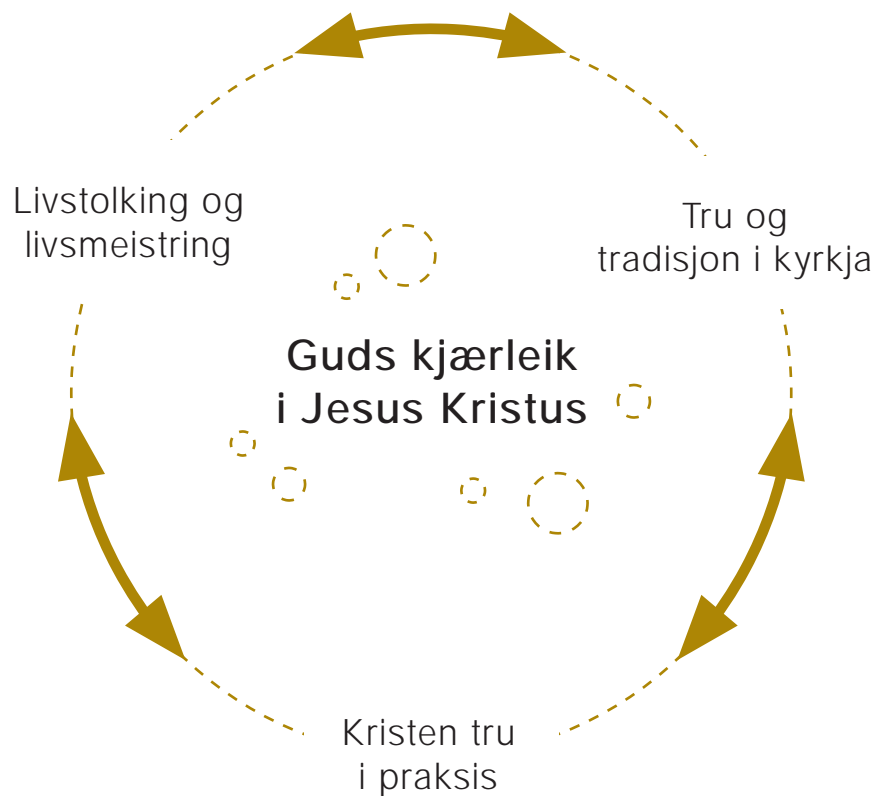 Livstolking og
livsmeistring
Tru og
tradisjon i kyrkja
Guds kjærleik
i Jesus Kristus
Kristen tru
i praksis